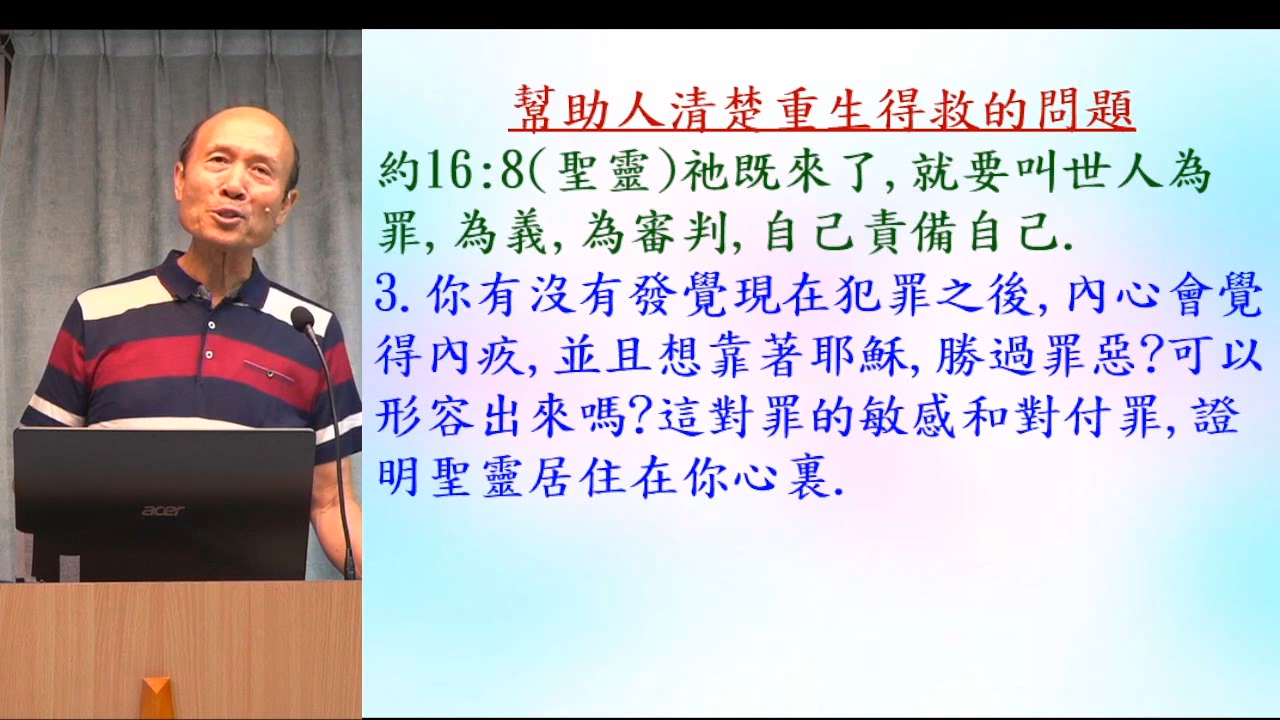 幫助人清楚重生得救的問題
約16:8(聖靈)祂既來了,就要叫世人為
罪,為義,為審判,自己責備自己.
3.你有沒有發覺現在犯罪之後,內心會覺
得內疚,並且想靠著耶穌,勝過罪惡?可以
形容出來嗎?這對罪的敏感和對付罪,證
明聖靈居住在你心裏.
acer